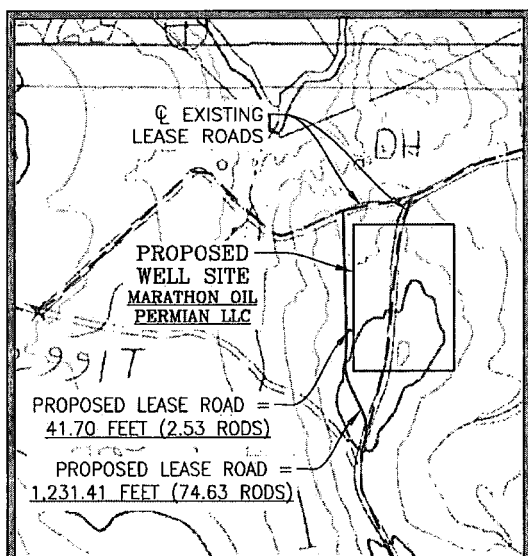 ℄ EXISTING
LEASE ROADS
DH
PROPOSED
WELL SITE
MARATHON OIL
PERMIAN LLC
PROPOSED LEASE ROAD =
41.70 FEET (2.53 RODS)
PROPOSED LEASE ROAD =
1,231.41 FEET (74.63 RODS)